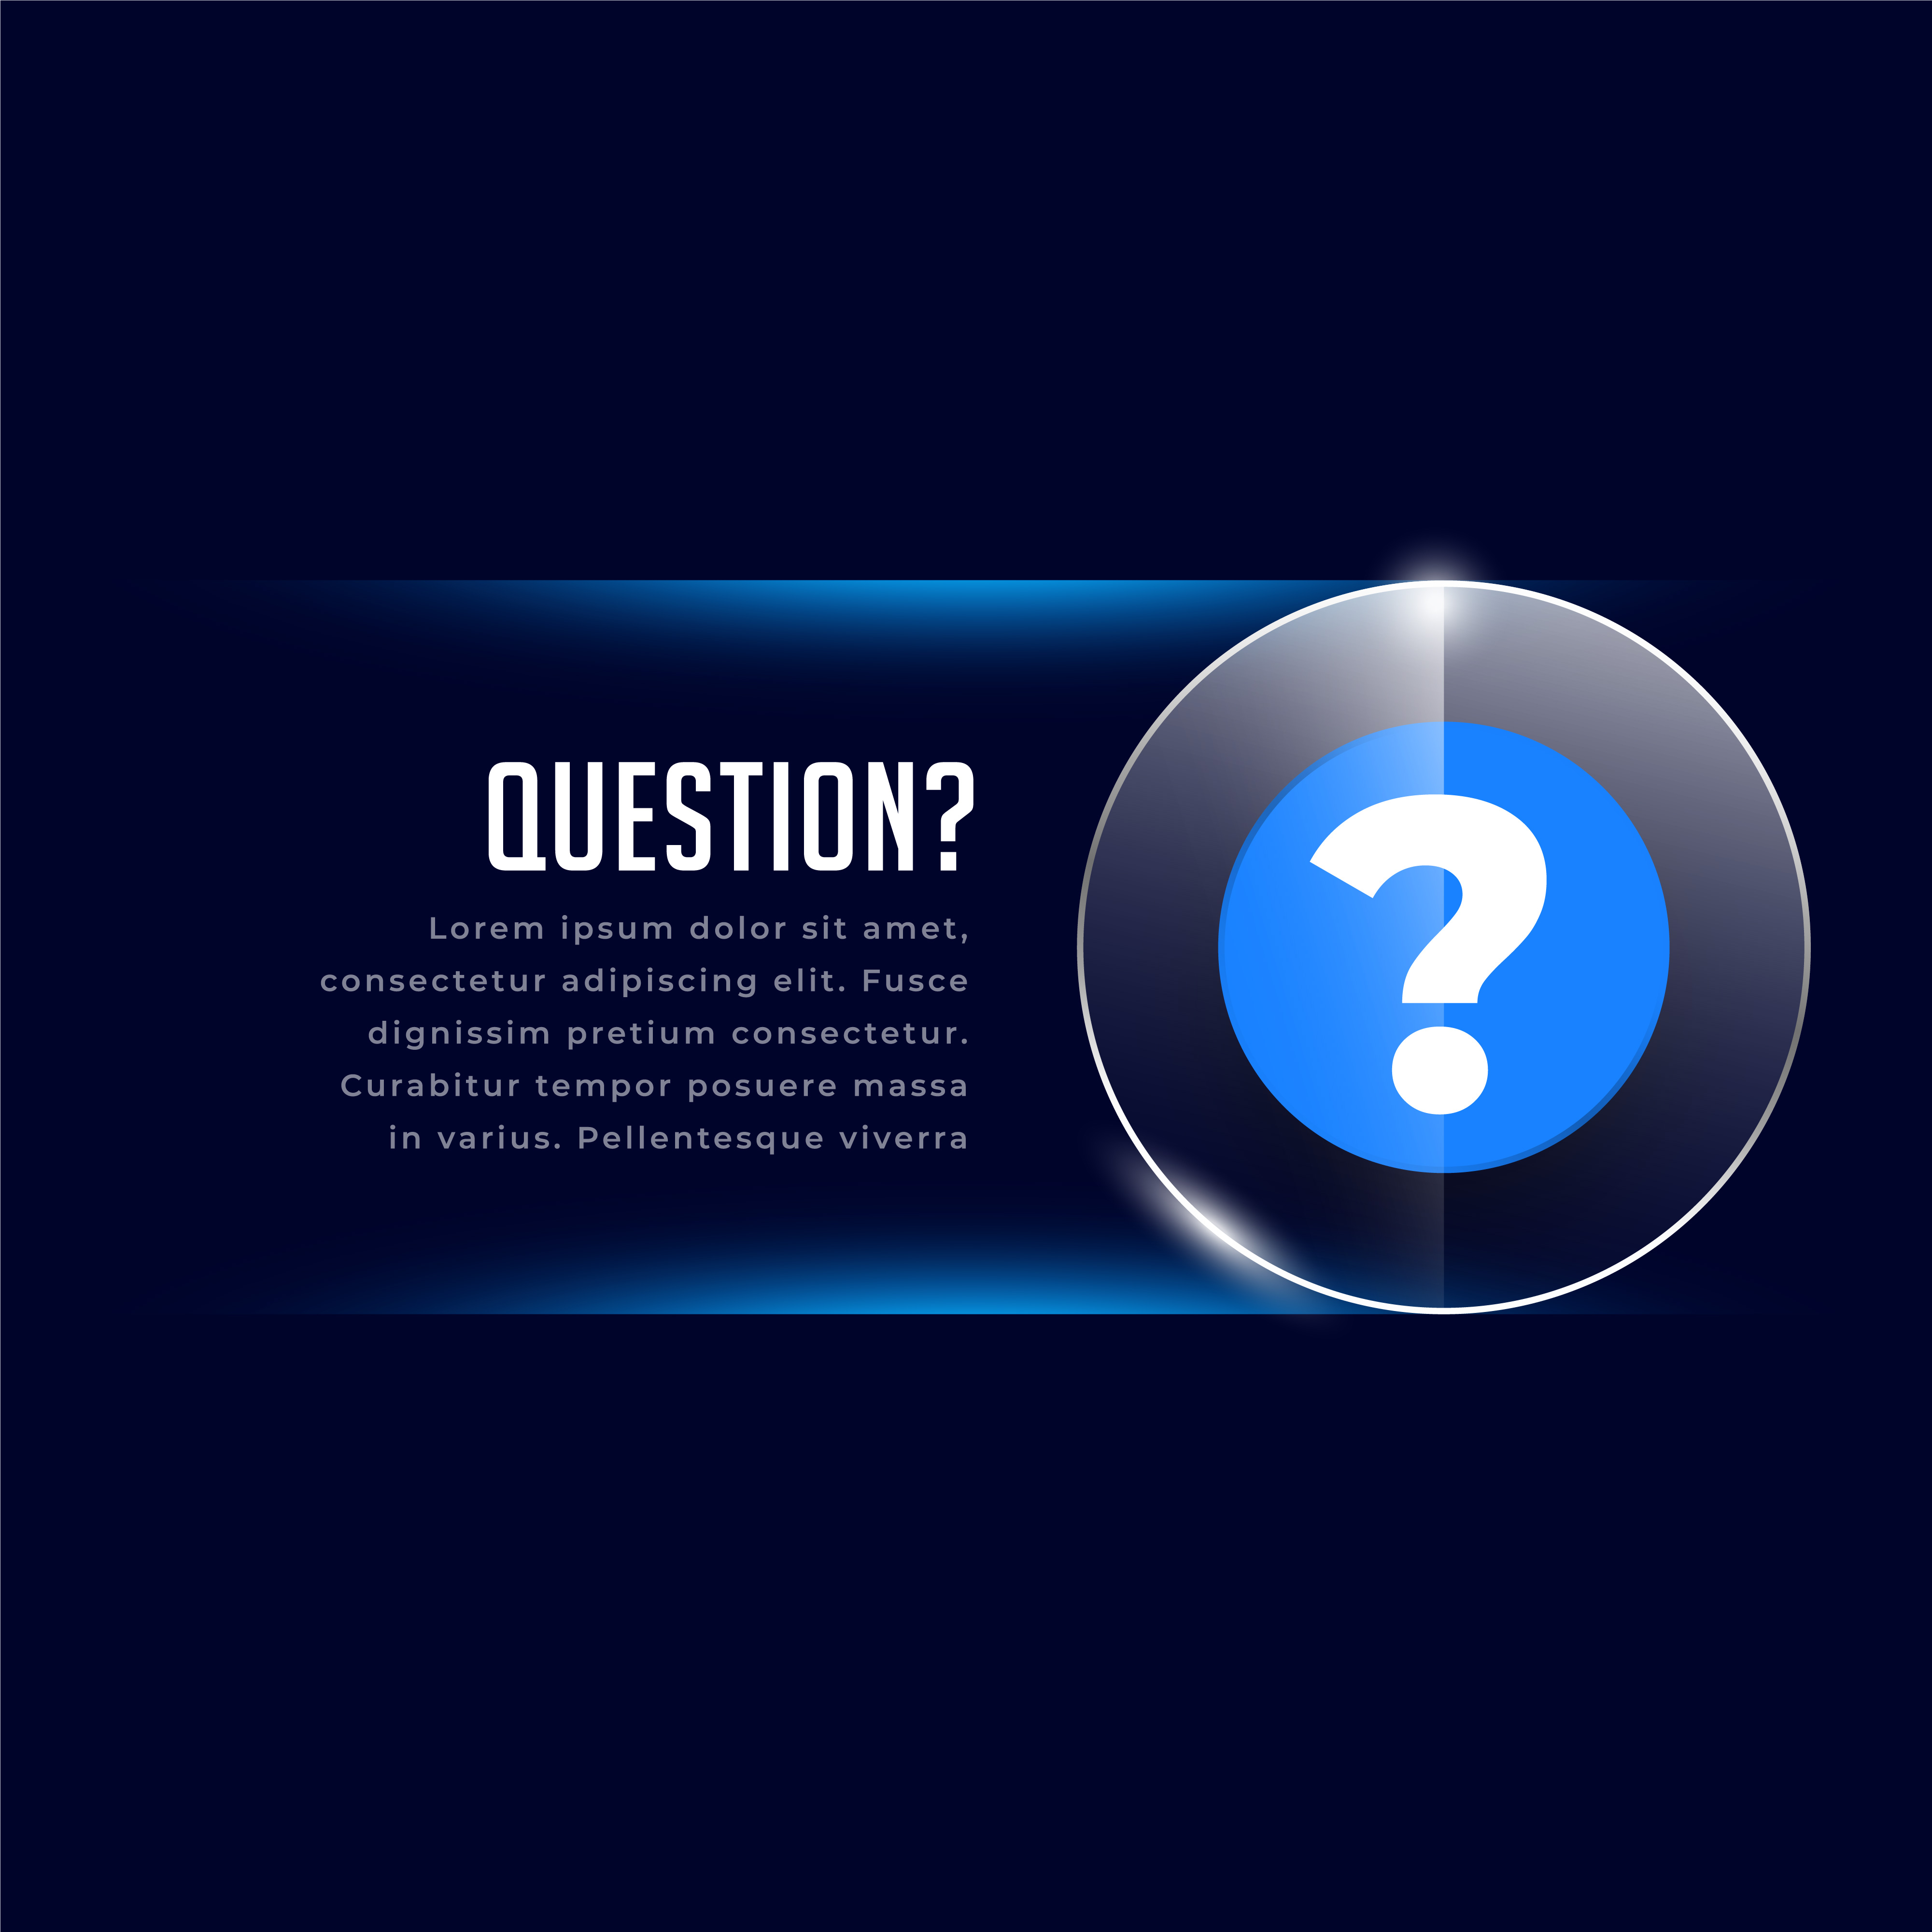 QUESTION?
Lorem ipsum dolor sit amet,
consectetur adipiscing elit. Fusce
dignissim pretium consectetur.
Curabitur tempor posuere massa
in varius. Pellentesque viverra
?